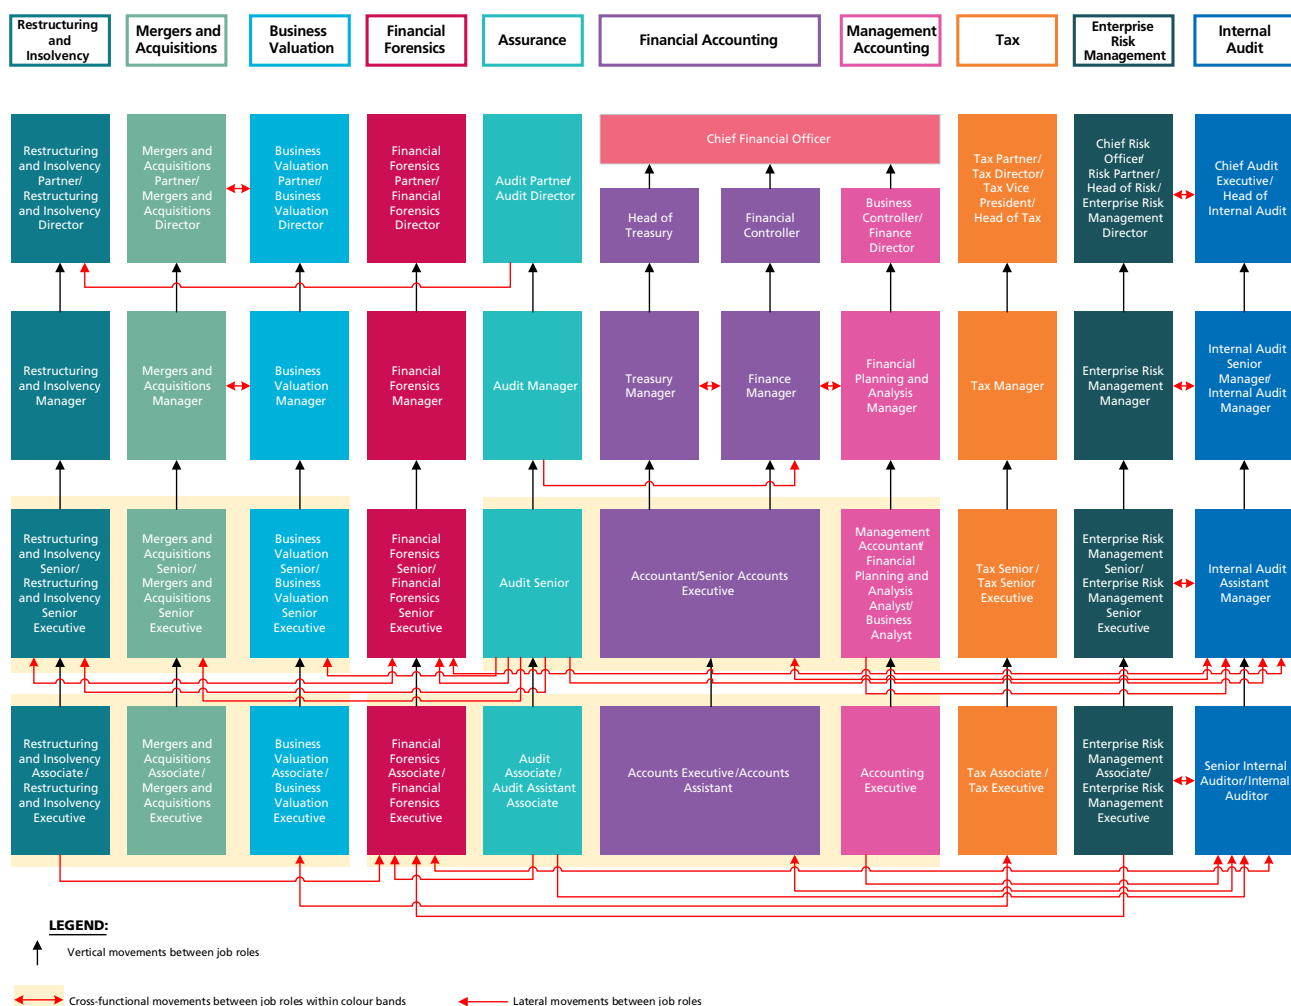 Restructuring
and
Insolvency
Mergers and
Acquisitions
Business
Valuation
Financial
Forensics
Assurance
Financial Accounting
Management
Accounting
Tax
Enterprise
Risk
Management
Internal
Audit
Restructuring
and Insolvency
Partner/
Restructuring
and Insolvency
Director
Mergers and
Acquisitions
Partner/
Mergers and
Acquisitions
Director
Business
Valuation
Partner/
Business
Valuation
Director
Financial
Forensics
Partner/
Financial
Forensics
Director
Audit Partner/
Audit Director
Chief Financial Officer
Head of
Treasury
Financial
Controller
Business
Controller/
Finance
Director
Tax Partner/
Tax Director/
Tax Vice
President/
Head of Tax
Chief Risk
Officer/
Risk Partner/
Head of Risk/
Enterprise Risk
Management
Director
Chief Audit
Executive/
Head of
Internal Audit
Restructuring
and Insolvency
Manager
Mergers and
Acquisitions
Manager
Business
Valuation
Manager
Financial
Forensics
Manager
Audit Manager
Treasury
Manager
Finance
Manager
Financial
Planning and
Analysis
Manager
Tax Manager
Enterprise Risk
Management
Manager
Internal Audit
Senior
Manager/
Internal Audit
Manager
Restructuring
and Insolvency
Senior/
Restructuring
and Insolvency
Senior
Executive
Mergers and
Acquisitions
Senior/
Mergers and
Acquisitions
Senior
Executive
Business
Valuation
Senior/
Business
Valuation
Senior
Executive
Financial
Forensics
Senior/
Financial
Forensics
Senior
Executive
Audit Senior
Accountant/Senior Accounts
Executive
Management
Accountant/
Financial
Planning and
Analysis
Analyst/
Business
Analyst
Tax Senior/
Tax Senior
Executive
Enterprise Risk
Management
Senior/
Enterprise Risk
Management
Senior
Executive
Internal Audit
Assistant
Manager
Restructuring
and Insolvency
Associate/
Restructuring
and Insolvency
Executive
Mergers and
Acquisitions
Associate/
Mergers and
Acquisitions
Executive
Business
Valuation
Associate/
Business
Valuation
Executive
Financial
Forensics
Associate/
Financial
Forensics
Executive
Audit
Associate/
Audit Assistant
Associate
Accounts Executive/Accounts
Assistant
Accounting
Executive
Tax Associate/
Tax Executive
Enterprise Risk
Management
Associate/
Enterprise Risk
Management
Executive
Senior Internal
Auditor/Internal
Auditor
LEGEND:
Vertical movements between job roles
Cross-functional movements between job roles within colour bands
Lateral movements between job roles